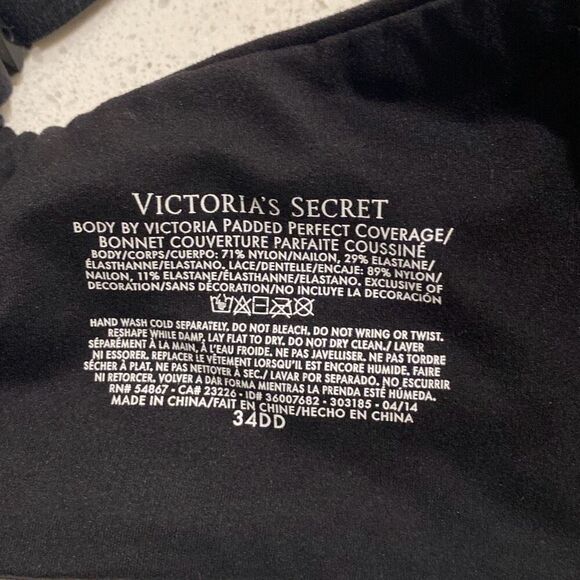 VICTORIA'S SECRET
BODY BY VICTORIA PADDED PERFECT COVERAGE/
BONNET COUVERTURE PARFAITE COUSSINÉ
BODY/CORPS/CUERPO: 71% NYLON/NAILON, 29% ELASTANE/
ÉLASTHANNE/ELASTANO. LACE/DENTELLE/ENCAJE: 89% NYLON/
NAILON, 11% ELASTANE/ÉLASTHANNE/ELASTANO. EXCLUSIVE OF
DECORATION/SANS DÉCORATION/NO INCLUYE LA DECORACIÓN
HAND WASH COLD SEPARATELY. DO NOT BLEACH. DO NOT WRING OR TWIST.
RESHAPE WHILE DAMP. LAY FLAT TO DRY. DO NOT DRY CLEAN./ LAVER
SÉPARÉMENT À LA MAIN, À L'EAU FROIDE. NE PAS JAVELLISER. NE PAS TORDRE
NI ESSORER. REPLACER LE VÊTEMENT LORSQU'IL EST ENCORE HUMIDE. FAIRE
SÉCHER À PLAT. NE PAS NETTOYER À SEC./ LAVAR POR SEPARADO. NO ESCURRIR
NI RETORCER. VOLVER A DAR FORMA MIENTRAS LA PRENDA ESTÉ HÚMEDA.
RN# 54867 - CA# 23226 - ID# 36007682 - 303185 - 04/14
MADE IN CHINA/FAIT EN CHINE/HECHO EN CHINA
34DD